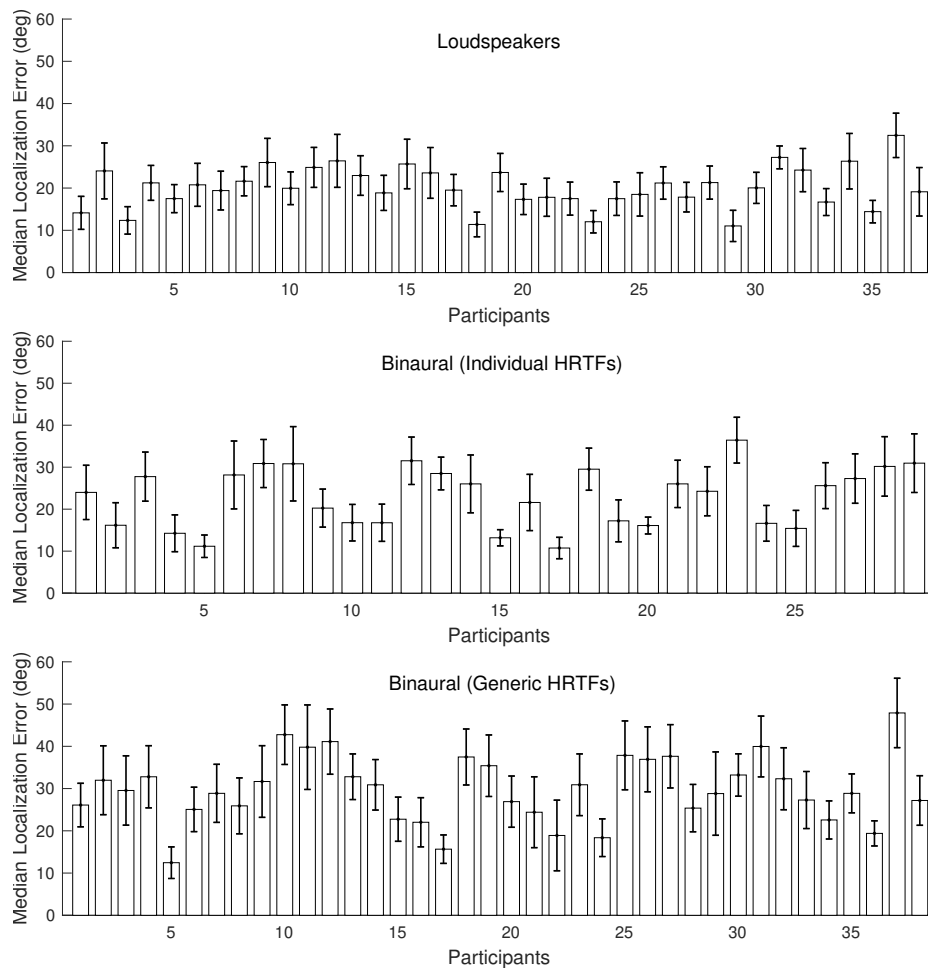 Median Localization Error (deg)
60
50
40
30
20
10
0
Loudspeakers
5 10 15 20 25 30 35
Participants
Median Localization Error (deg)
60
50
40
30
20
10
0
Binaural (Individual HRTFs)
5 10 15 20 25
Participants
Median Localization Error (deg)
60
50
40
30
20
10
0
Binaural (Generic HRTFs)
5 10 15 20 25 30 35
Participants